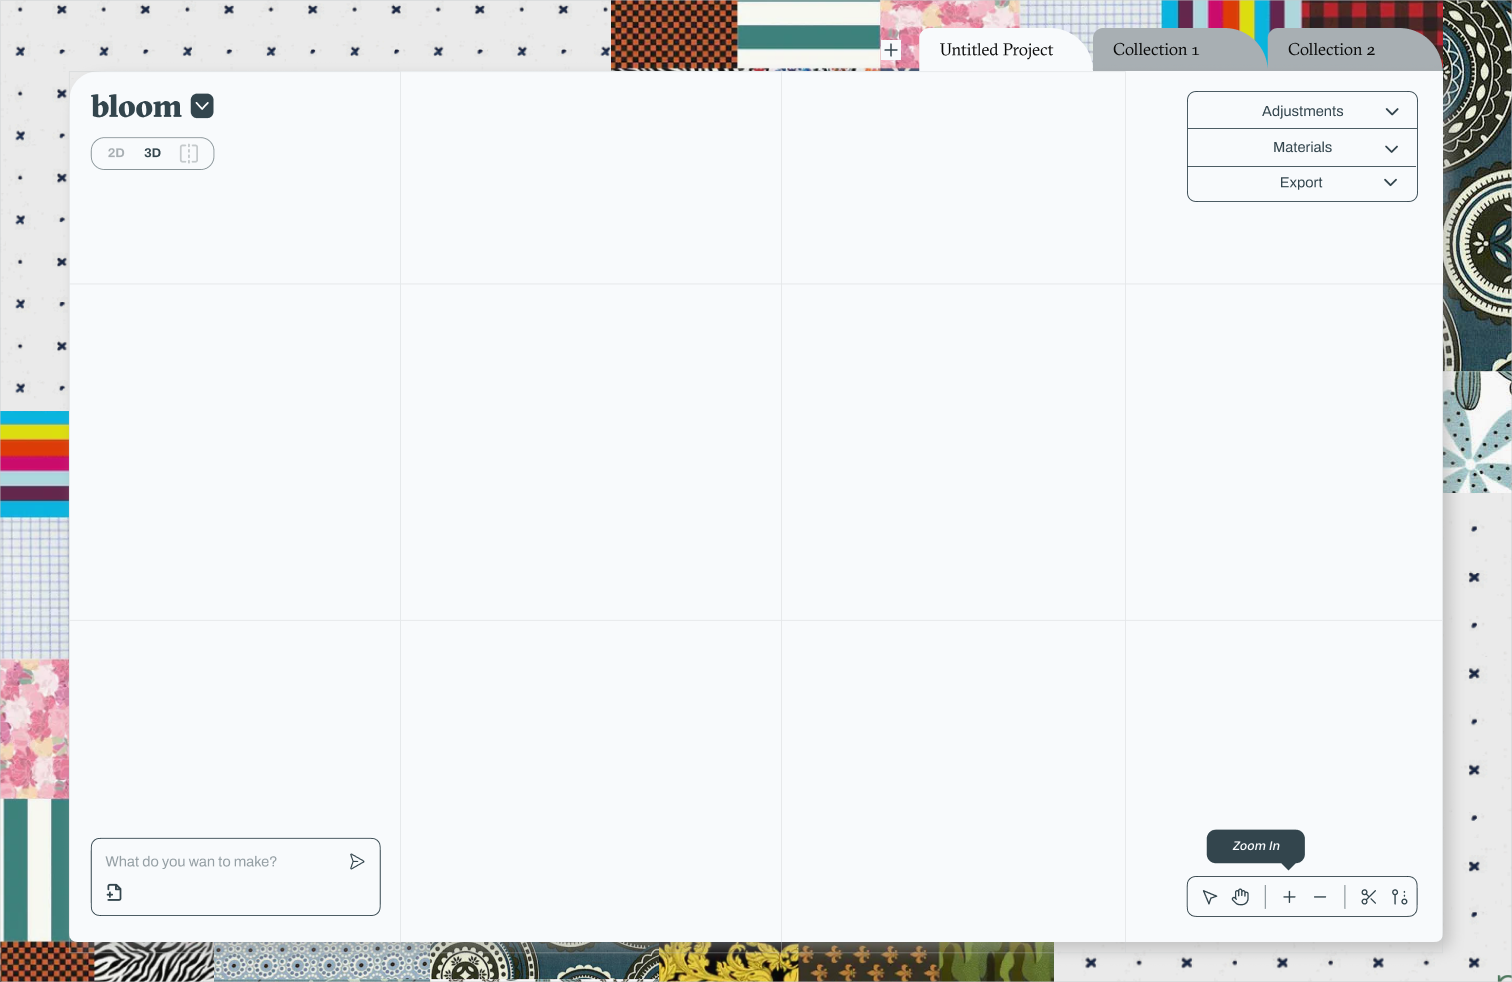 Untitled Project
Collection 1
Collection 2
bloom
2D
3D
Adjustments
Materials
Export
What do you wan to make?
Zoom In